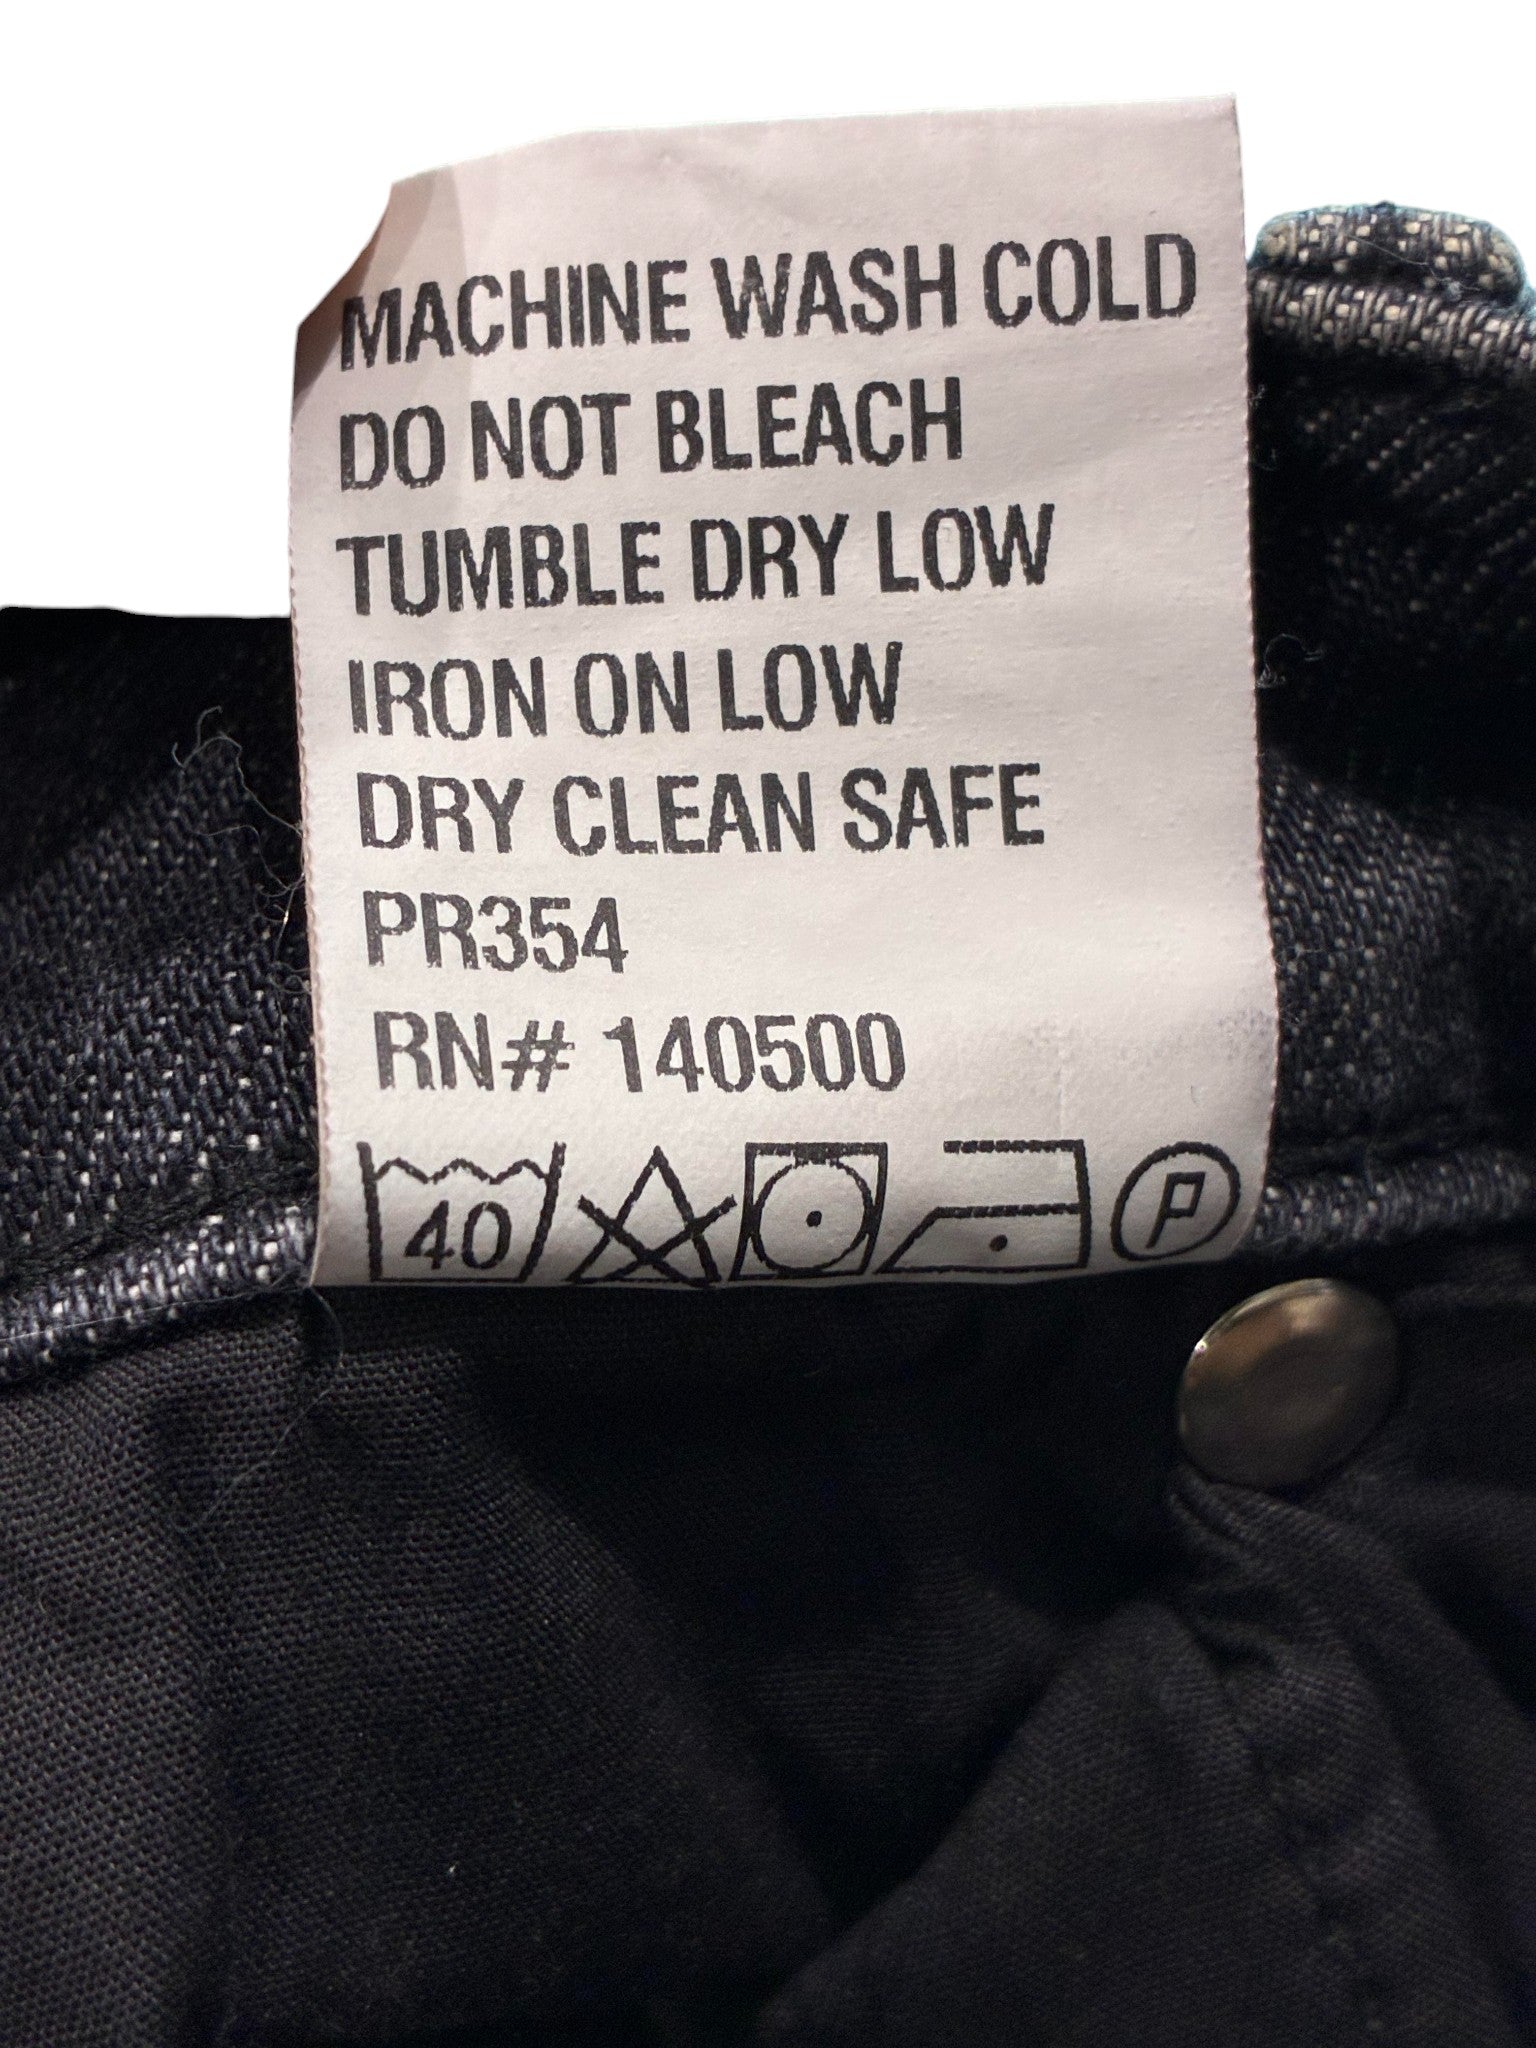 MACHINE WASH COLD
DO NOT BLEACH
TUMBLE DRY LOW
IRON ON LOW
DRY CLEAN SAFE
PR354
RN# 140500
40 P